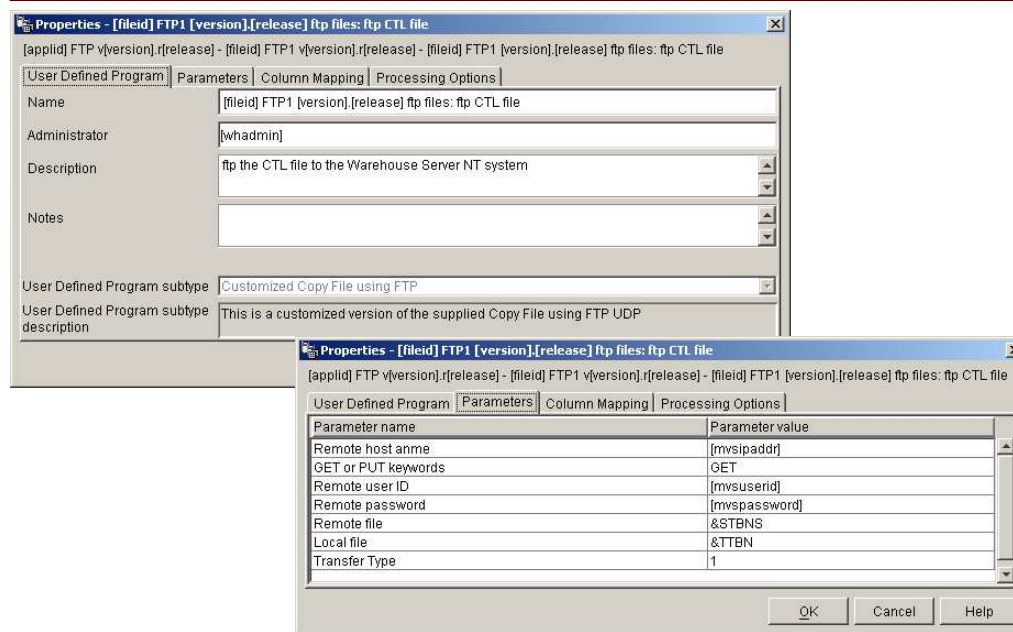 Properties - [fileid] FTP1 [version].[release] ftp files: ftp CTL file
[applid] FTP v[version].r[release] - [fileid] FTP1 v[version].r[release] - [fileid] FTP1 [version].[release] ftp files: ftp CTL file
User Defined Program Parameters Column Mapping Processing Options
Name [fileid] FTP1 [version].[release] ftp files: ftp CTL file
Administrator [whadmin]
Description ftp the CTL file to the Warehouse Server NT system
Notes
User Defined Program subtype Customized Copy File using FTP
User Defined Program subtype description This is a customized version of the supplied Copy File using FTP UDP
Properties - [fileid] FTP1 [version].[release] ftp files: ftp CTL file
[applid] FTP v[version].r[release] - [fileid] FTP1 v[version].r[release] - [fileid] FTP1 [version].[release] ftp files: ftp CTL file
User Defined Program Parameters Column Mapping Processing Options
Parameter name Parameter value
Remote host anme [mvsipaddr]
GET or PUT keywords GET
Remote user ID [mvsuserid]
Remote password [mvspassword]
Remote file &STBNS
Local file &TTBN
Transfer Type 1
OK Cancel Help